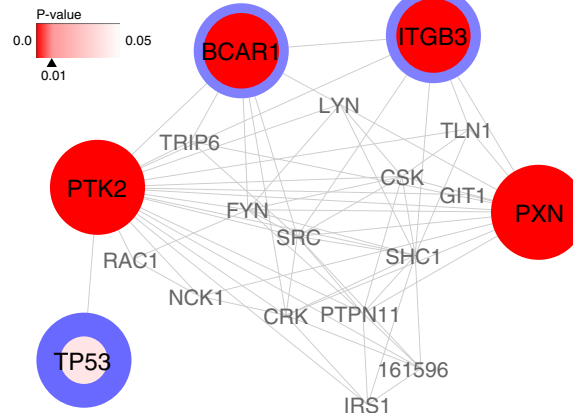 P-value
0.0 0.05
0.01
BCAR1
ITGB3
LYN
TRIP6
TLN1
CSK
PTK2
GIT1
FYN
PXN
SRC
SHC1
RAC1
NCK1
CRK
PTPN11
TP53
161596
IRS1